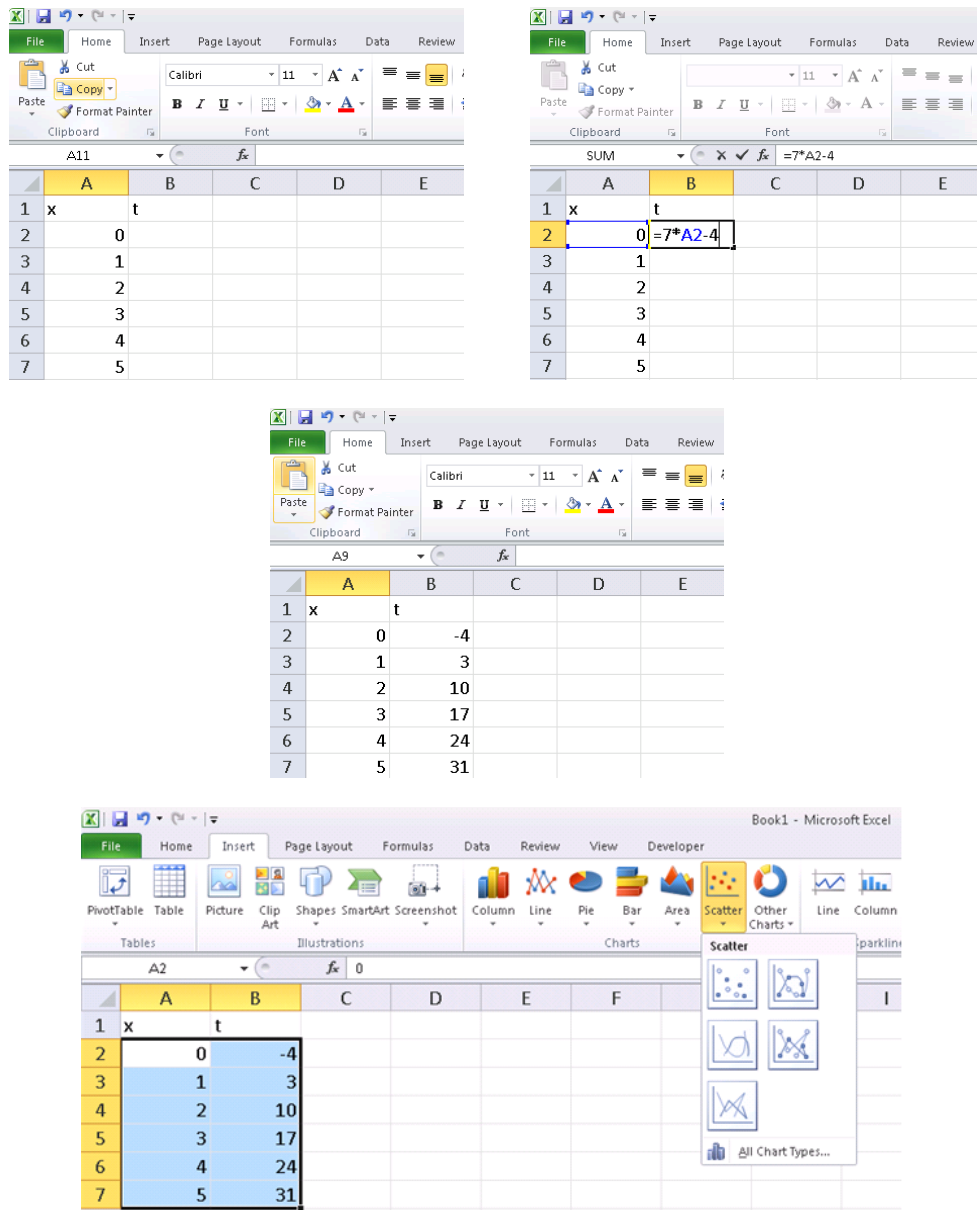 File Home Insert Page Layout Formulas Data Review
Cut
Copy
Format Painter
Paste
Calibri 11 A A
B I U A
Clipboard Font
A11 fx
A B C D E
1 x t
2 0
3 1
4 2
5 3
6 4
7 5
File Home Insert Page Layout Formulas Data Review
Cut
Copy
Format Painter
Paste
11 A A
B I U A
Clipboard Font
SUM fx =7*A2-4
A B C D E
1 x t
2 0 =7*A2-4
3 1
4 2
5 3
6 4
7 5
File Home Insert Page Layout Formulas Data Review
Cut
Copy
Format Painter
Paste
Calibri 11 A A
B I U A
Clipboard Font
A9 fx
A B C D E
1 x t
2 0 -4
3 1 3
4 2 10
5 3 17
6 4 24
7 5 31
Book1 - Microsoft Excel
File Home Insert Page Layout Formulas Data Review View Developer
PivotTable Table Picture Clip Art Shapes SmartArt Screenshot Column Line Pie Bar Area Scatter Other Charts Line Column
Tables Illustrations Charts parkline
Scatter
A2 fx 0
A B C D E F I
1 x t
2 0 -4
3 1 3
4 2 10
5 3 17
6 4 24
7 5 31
All Chart Types...